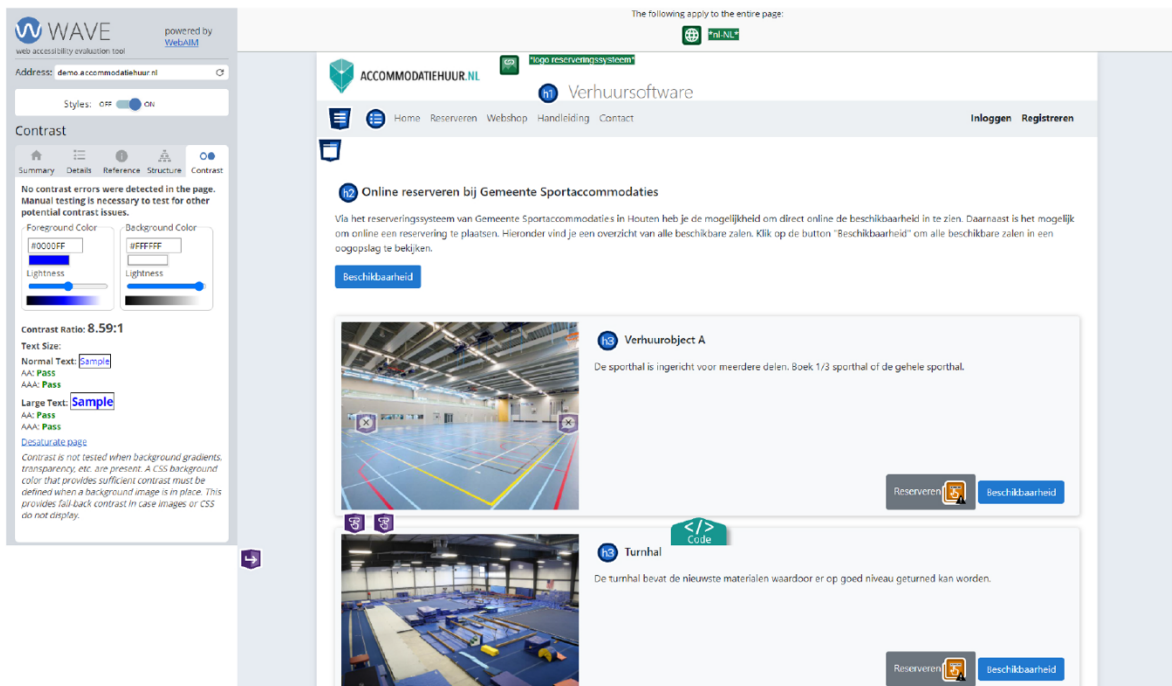 WAVE
web accessibility evaluation tool
powered by
WebAIM
Address: demo.accommodatiehuur.nl
Styles: OFF ON
Contrast
Summary Details Reference Structure Contrast
No contrast errors were detected in the page.
Manual testing is necessary to test for other
potential contrast issues.
Foreground Color Background Color
#0000FF #FFFFFF
Lightness Lightness
Contrast Ratio: 8.59:1
Text Size:
Normal Text: Sample
AA: Pass
AAA: Pass
Large Text: Sample
AA: Pass
AAA: Pass
Desaturate page
Contrast is not tested when background gradients,
transparency, etc. are present. A CSS background
color that provides sufficient contrast must be
defined when a background image is in place. This
provides fall-back contrast in case images or CSS
do not display.
The following apply to the entire page:
*nl-NL*
ACCOMMODATIEHUUR.NL
*logo reserveringssysteem*
h1 Verhuursoftware
Home Reserveren Webshop Handleiding Contact Inloggen Registreren
h2 Online reserveren bij Gemeente Sportaccommodaties
Via het reserveringssysteem van Gemeente Sportaccommodaties in Houten heb je de mogelijkheid om direct online de beschikbaarheid in te zien. Daarnaast is het mogelijk
om online een reservering te plaatsen. Hieronder vind je een overzicht van alle beschikbare zalen. Klik op de button "Beschikbaarheid" om alle beschikbare zalen in een
oogopslag te bekijken.
Beschikbaarheid
h3 Verhuurobject A
De sporthal is ingericht voor meerdere delen. Boek 1/3 sporthal of de gehele sporthal.
Reserveren Beschikbaarheid
</>
Code
h3 Turnhal
De turnhal bevat de nieuwste materialen waardoor er op goed niveau geturned kan worden.
Reserveren Beschikbaarheid